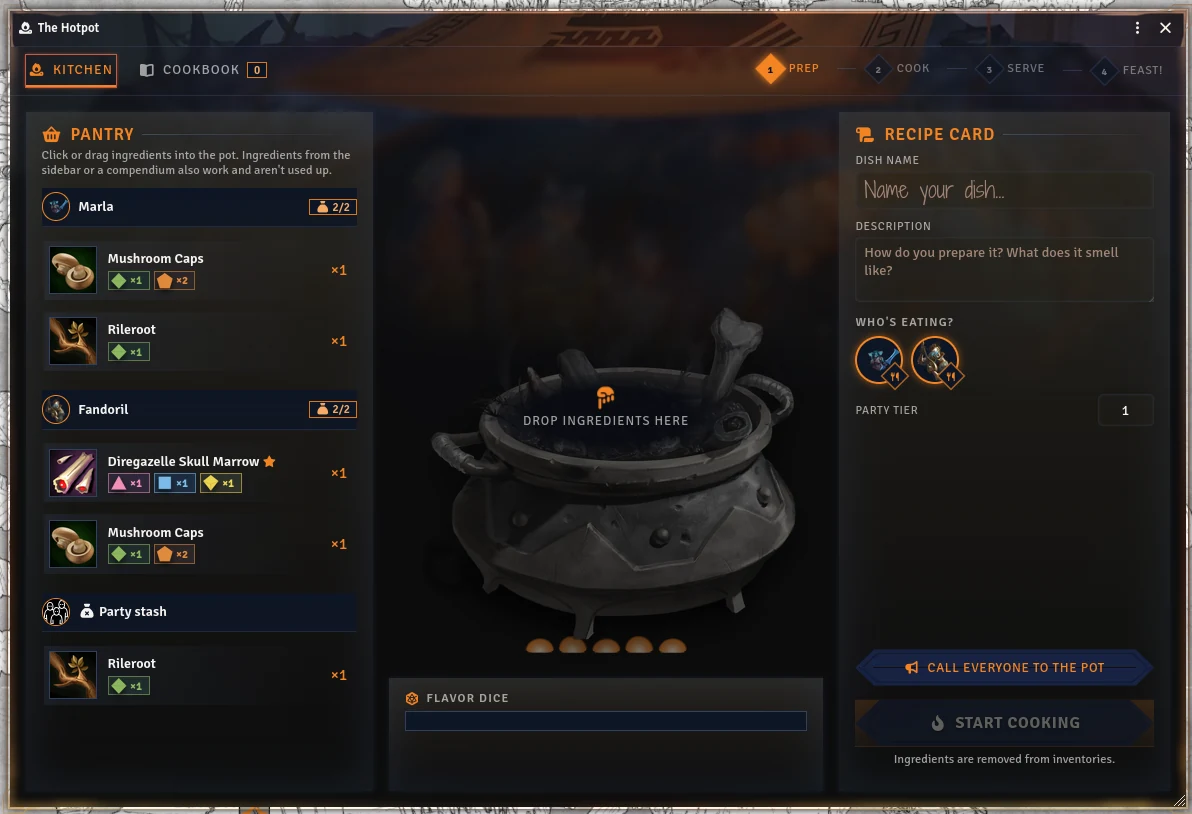 The Hotpot
KITCHEN
COOKBOOK 0
1 PREP
2 COOK
3 SERVE
4 FEAST!
PANTRY
Click or drag ingredients into the pot. Ingredients from the
sidebar or a compendium also work and aren't used up.
Marla
2/2
Mushroom Caps
×1 ×2
×1
Rileroot
×1
×1
Fandoril
2/2
Diregazelle Skull Marrow
×1 ×1 ×1
×1
Mushroom Caps
×1 ×2
×1
Party stash
Rileroot
×1
×1
DROP INGREDIENTS HERE
FLAVOR DICE
RECIPE CARD
DISH NAME
Name your dish...
DESCRIPTION
How do you prepare it? What does it smell
like?
WHO'S EATING?
PARTY TIER
1
CALL EVERYONE TO THE POT
START COOKING
Ingredients are removed from inventories.